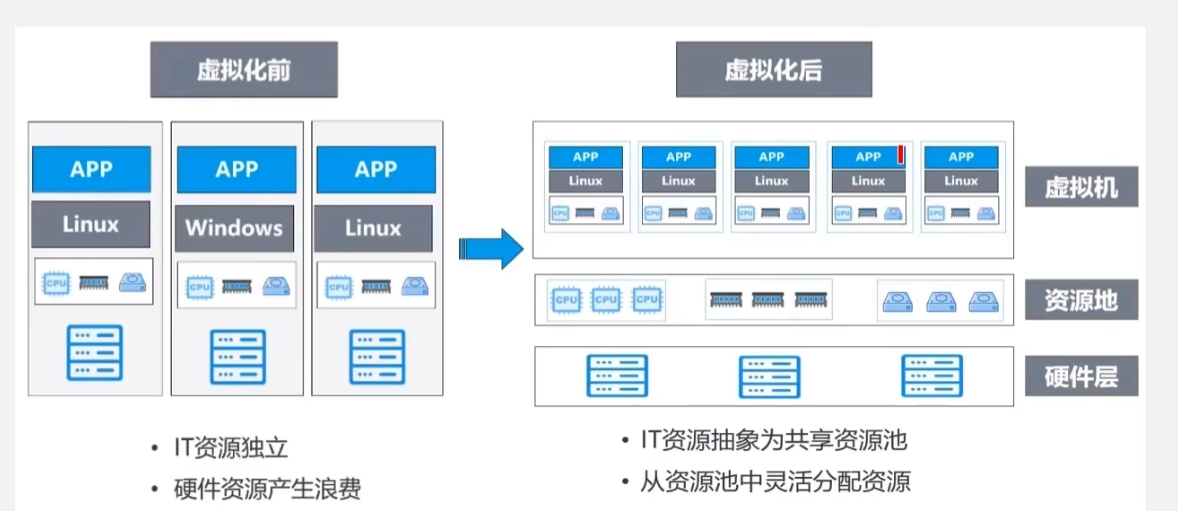 虚拟化前
虚拟化后
APP
APP
APP
Linux
Windows
Linux
CPU
CPU
CPU
APP
APP
APP
APP
APP
Linux
Linux
Linux
Linux
Linux
CPU
CPU
CPU
CPU
CPU
虚拟机
CPU CPU CPU
资源地
硬件层
• IT资源独立
• 硬件资源产生浪费
• IT资源抽象为共享资源池
• 从资源池中灵活分配资源